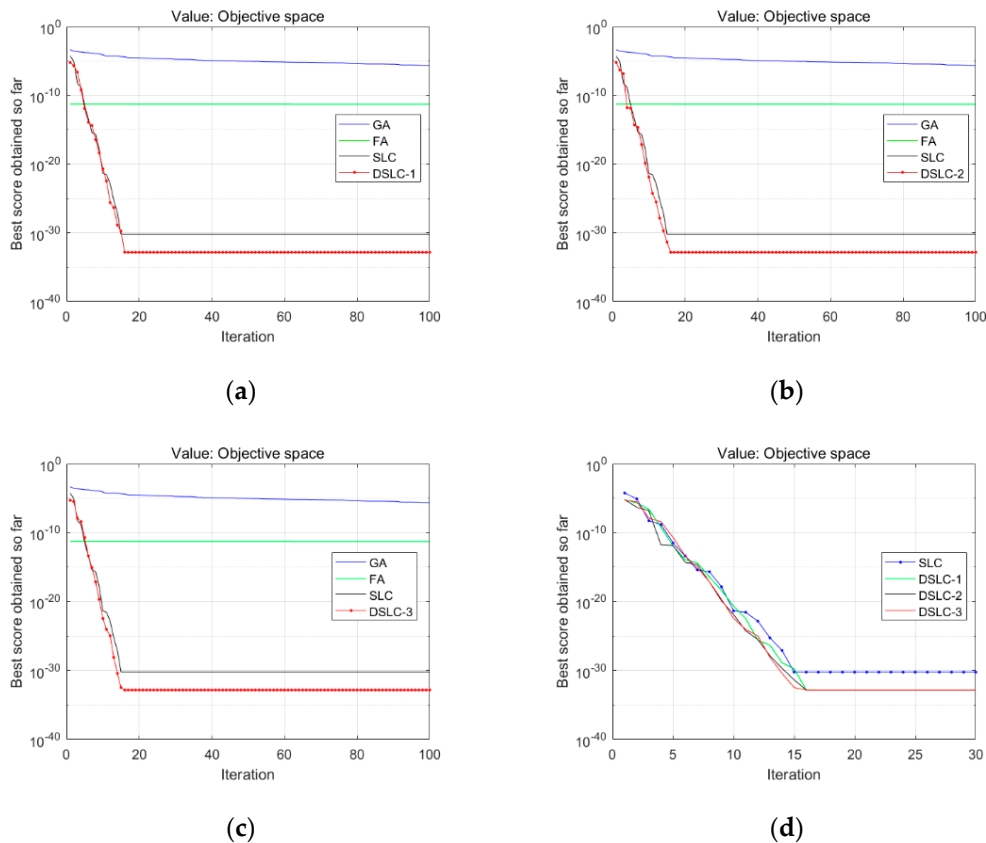 Value: Objective space
Best score obtained so far
10^0
10^-10
10^-20
10^-30
10^-40
GA
FA
SLC
DSLC-1
0 20 40 60 80 100
Iteration
(a)
Value: Objective space
Best score obtained so far
10^0
10^-10
10^-20
10^-30
10^-40
GA
FA
SLC
DSLC-2
0 20 40 60 80 100
Iteration
(b)
Value: Objective space
Best score obtained so far
10^0
10^-10
10^-20
10^-30
10^-40
GA
FA
SLC
DSLC-3
0 20 40 60 80 100
Iteration
(c)
Value: Objective space
Best score obtained so far
10^0
10^-10
10^-20
10^-30
10^-40
SLC
DSLC-1
DSLC-2
DSLC-3
0 5 10 15 20 25 30
Iteration
(d)